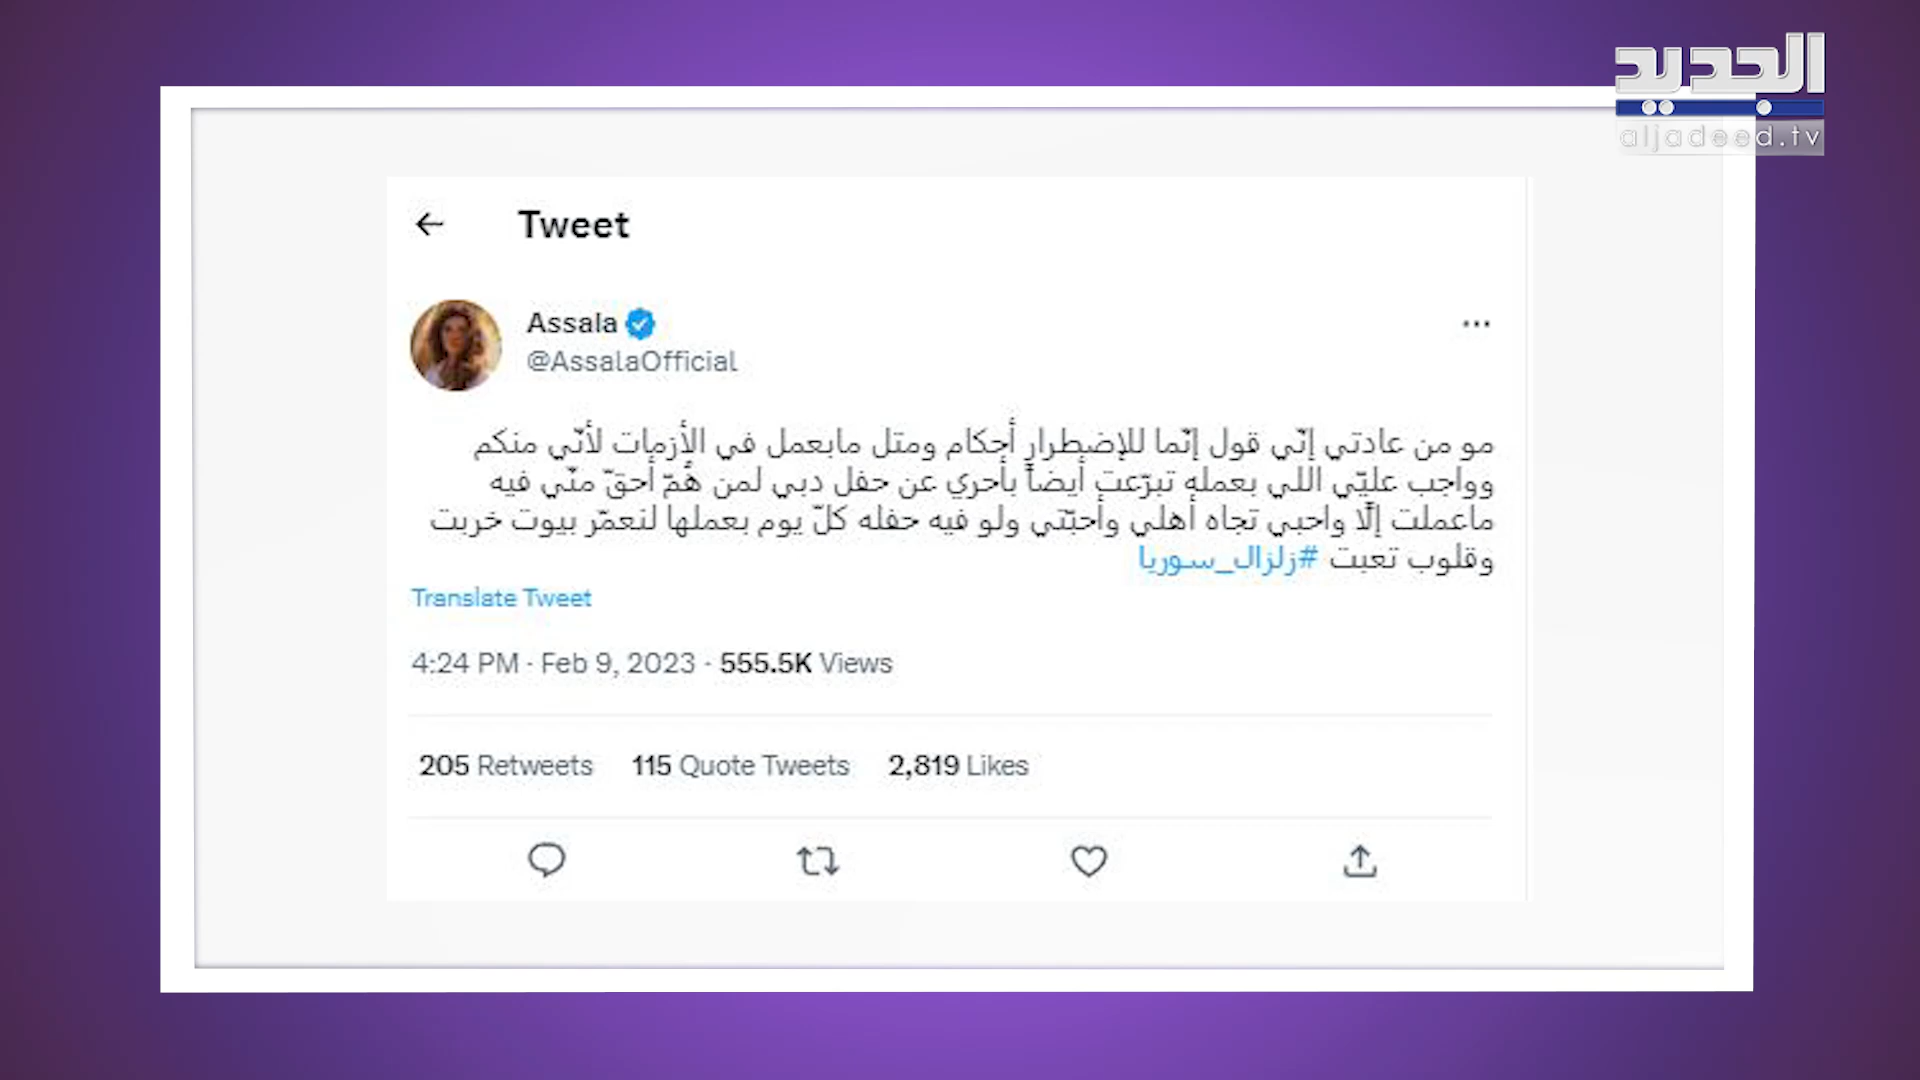 الجديد
aljadeed.tv
Tweet
Assala
@AssalaOfficial
مو من عادتي إنّي قول إنّما للإضطرارِ أحكام ومتل مابعمل في الأزمات لأنّي منكم
وواجب عليّي اللي بعمله تبرّعت أيضاً بأجري عن حفل دبي لمن هُمّ أحقّ منّي فيه
ماعملت إلّا واجبي تجاه أهلي وأحبّتي ولو فيه حفله كلّ يوم بعملها لنعمّر بيوت خربت
وقلوب تعبت #زلزال_سوريا
Translate Tweet
4:24 PM · Feb 9, 2023 · 555.5K Views
205 Retweets 115 Quote Tweets 2,819 Likes